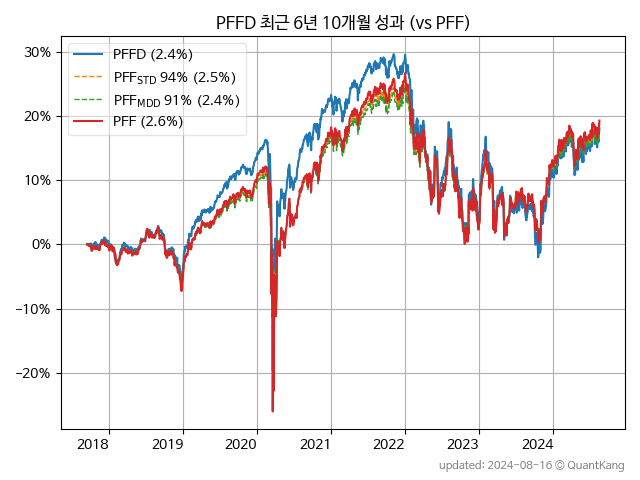 PFFD 최근 6년 10개월 성과 (vs PFF)
PFFD (2.4%)
PFF_STD 94% (2.5%)
PFF_MDD 91% (2.4%)
PFF (2.6%)
30%
20%
10%
0%
−10%
−20%
2018 2019 2020 2021 2022 2023 2024
updated: 2024-08-16 © QuantKang